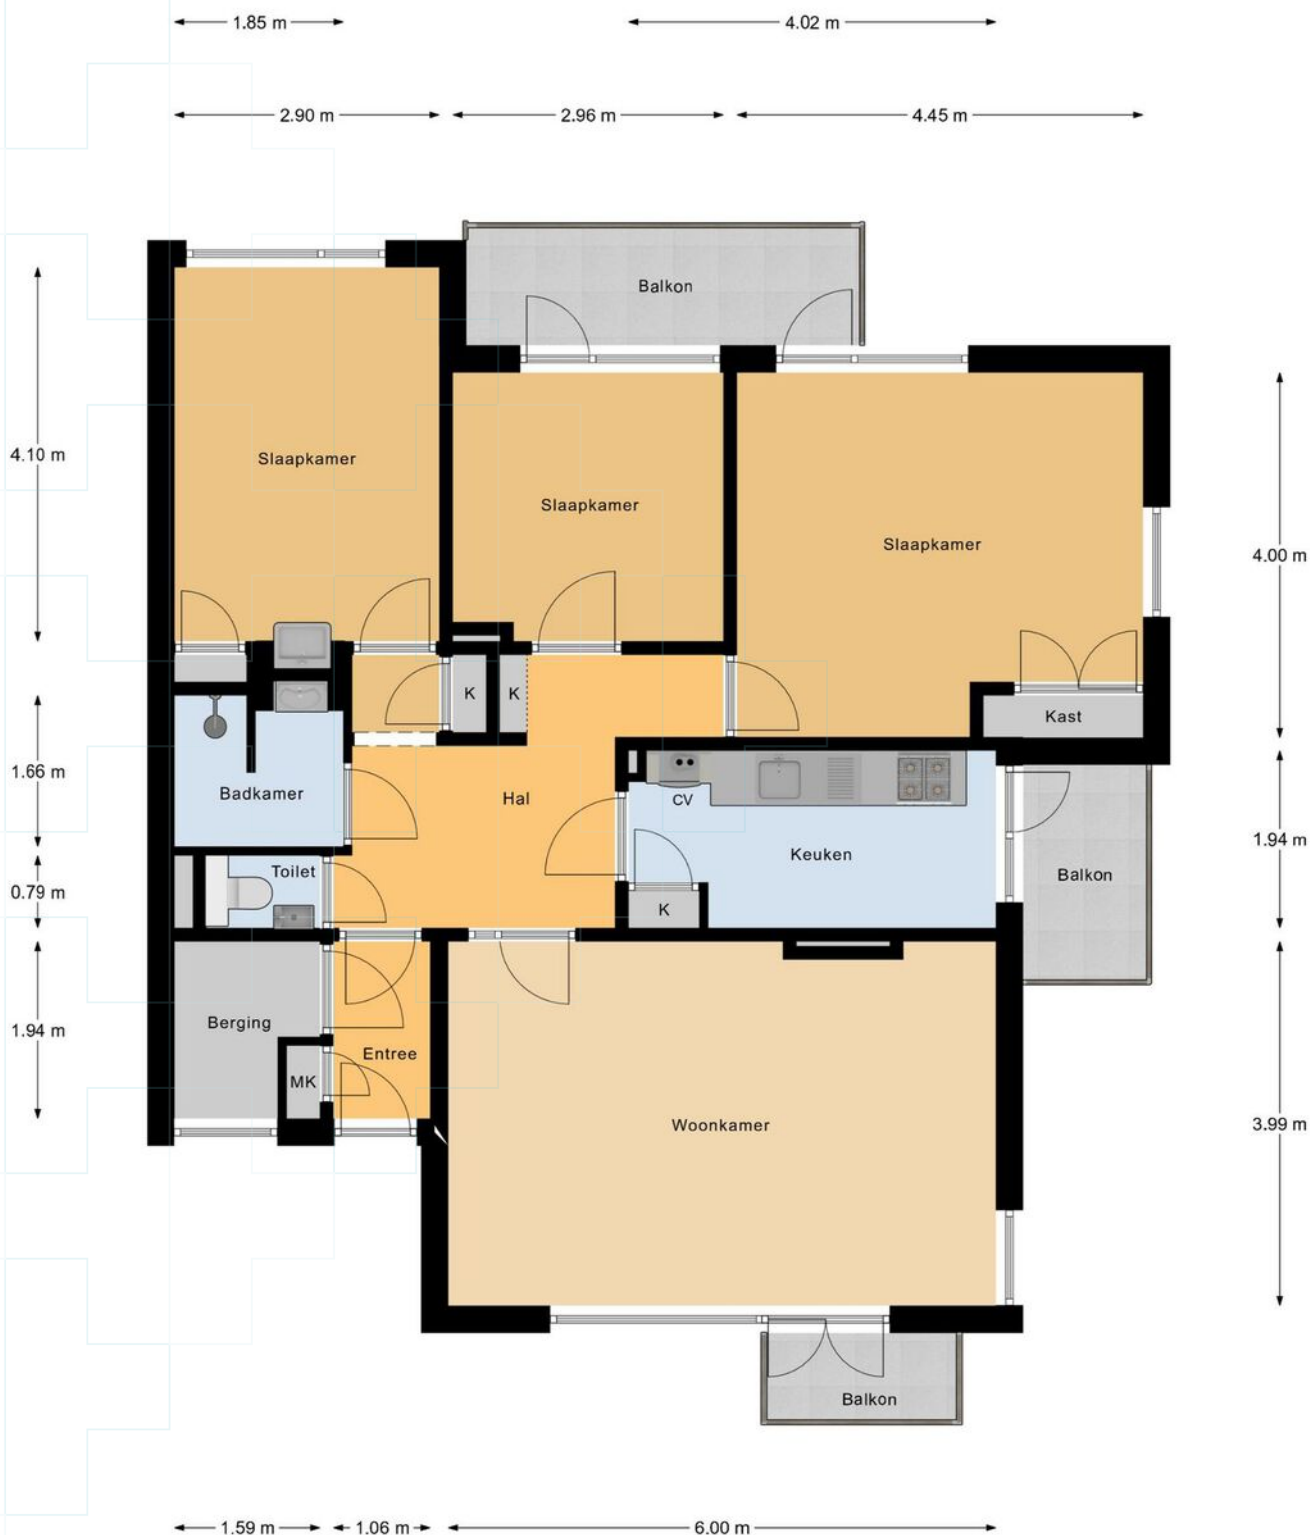 1.85 m
4.02 m
2.90 m
2.96 m
4.45 m
Balkon
4.10 m
Slaapkamer
Slaapkamer
Slaapkamer
4.00 m
K
K
Kast
1.66 m
Badkamer
Hal
CV
Keuken
1.94 m
Balkon
0.79 m
Toilet
K
1.94 m
Berging
Entree
MK
Woonkamer
3.99 m
Balkon
1.59 m
1.06 m
6.00 m